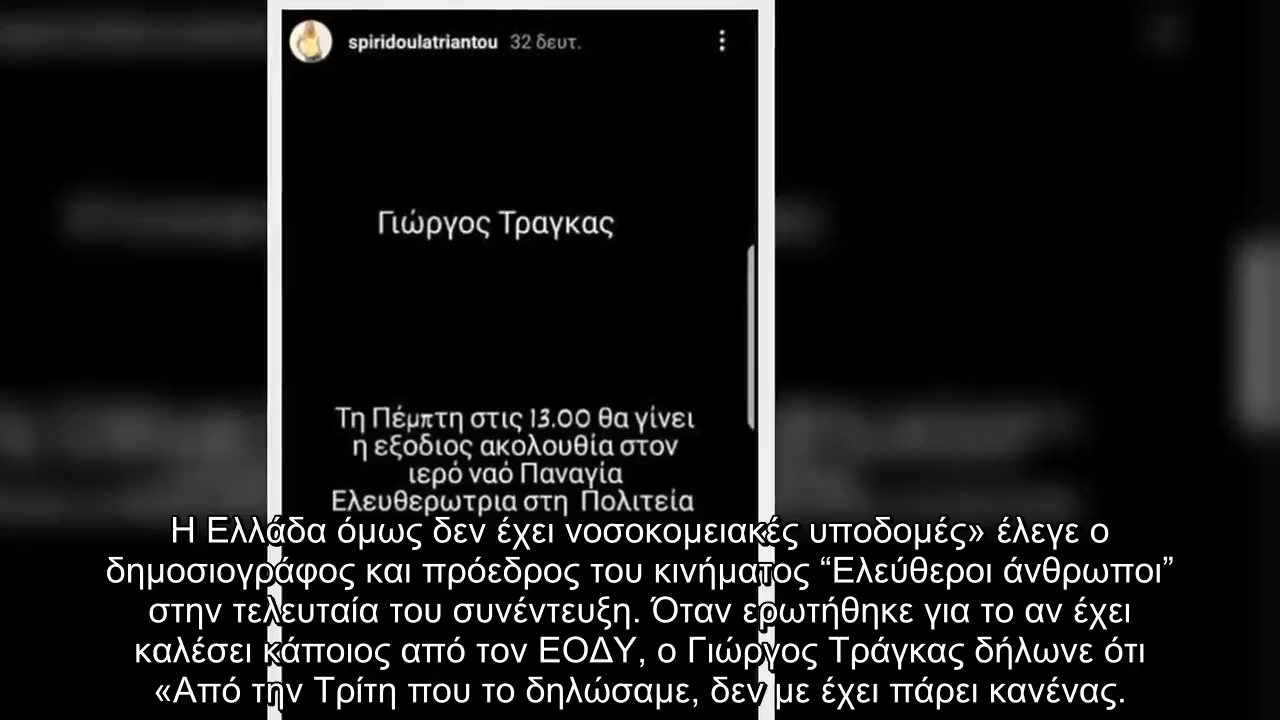 spiridoulatriantou 32 δευτ.
Γιώργος Τραγκας
Τη Πέμπτη στις 13.00 θα γίνει
η εξοδιος ακολουθία στον
ιερό ναό Παναγία
Ελευθερωτρια στη Πολιτεία
Η Ελλάδα όμως δεν έχει νοσοκομειακές υποδομές» έλεγε ο
δημοσιογράφος και πρόεδρος του κινήματος “Ελεύθεροι άνθρωποι”
στην τελευταία του συνέντευξη. Όταν ερωτήθηκε για το αν έχει
καλέσει κάποιος από τον ΕΟΔΥ, ο Γιώργος Τράγκας δήλωνε ότι
«Από την Τρίτη που το δηλώσαμε, δεν με έχει πάρει κανένας.